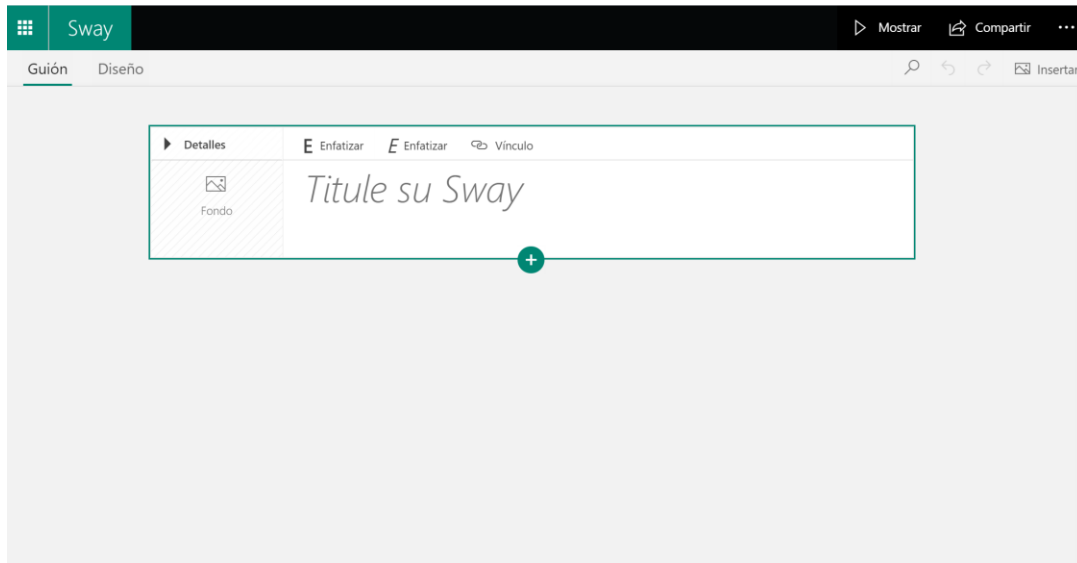 Sway
Mostrar
Compartir
Guión
Diseño
Insertar
Detalles
E Enfatizar
E Enfatizar
Vínculo
Fondo
Titule su Sway